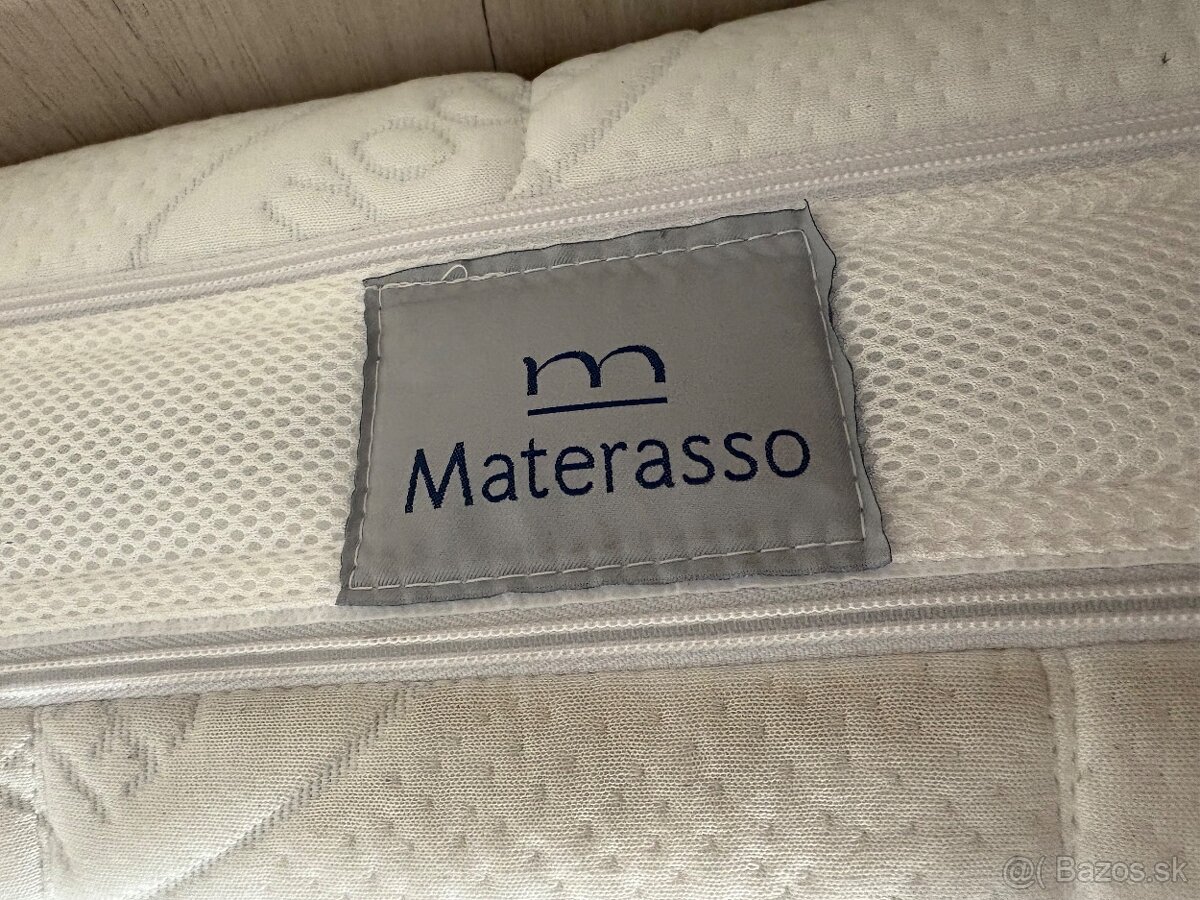 m
Materasso
@( Bazos.sk